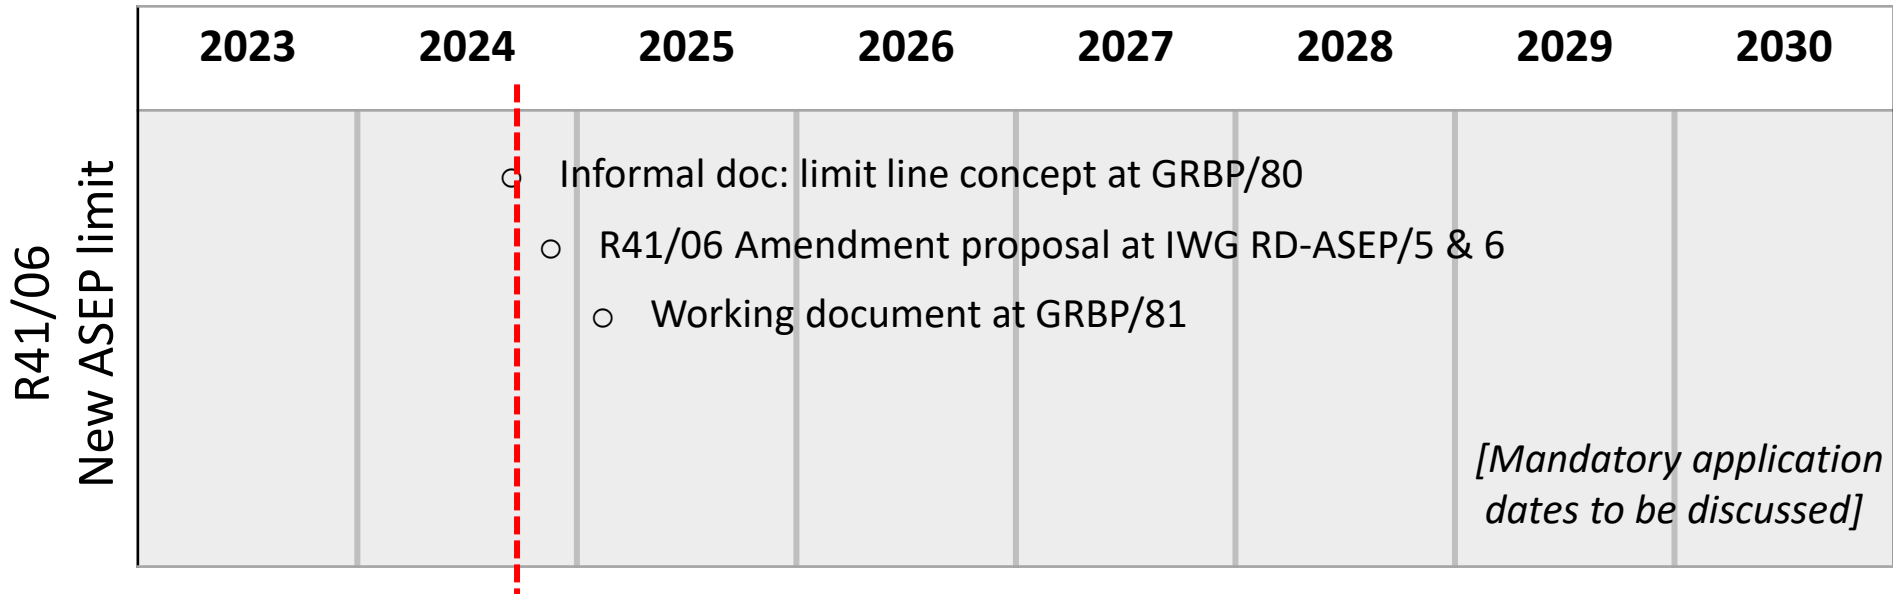 2023 2024 2025 2026 2027 2028 2029 2030
R41/06
New ASEP limit
Informal doc: limit line concept at GRBP/80
R41/06 Amendment proposal at IWG RD-ASEP/5 & 6
Working document at GRBP/81
[Mandatory application
dates to be discussed]